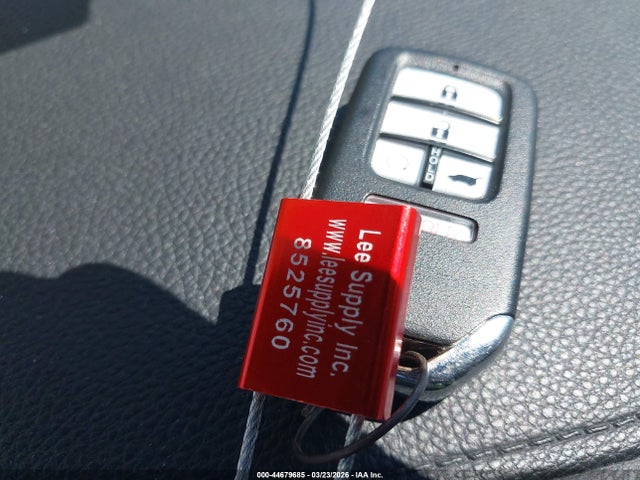 HOLD
Lee Supply Inc.
www.leesupplyinc.com
8525760
000-44679685 - 03/23/2026 - IAA Inc.